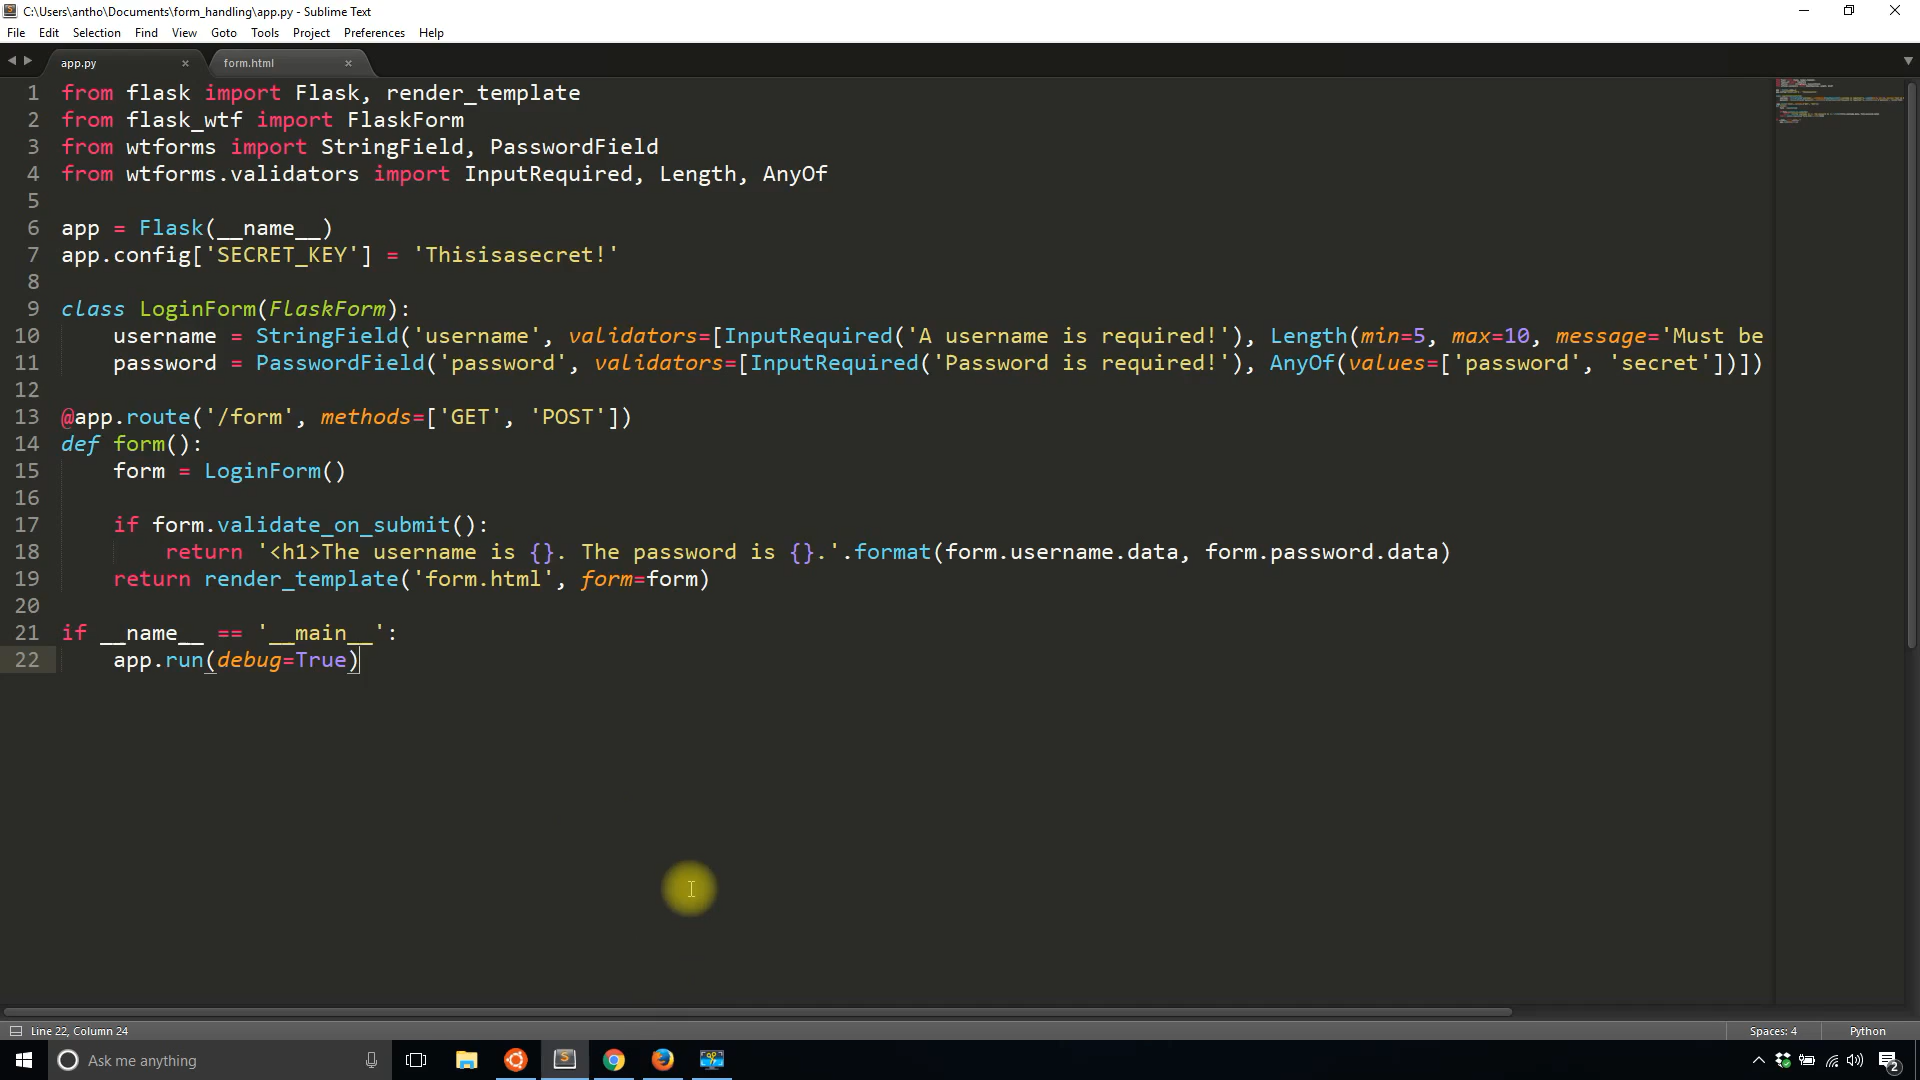 C:\Users\antho\Documents\form_handling\app.py - Sublime Text
File Edit Selection Find View Goto Tools Project Preferences Help
app.py form.html
1 from flask import Flask, render_template
2 from flask_wtf import FlaskForm
3 from wtforms import StringField, PasswordField
4 from wtforms.validators import InputRequired, Length, AnyOf
5
6 app = Flask(__name__)
7 app.config['SECRET_KEY'] = 'Thisisasecret!'
8
9 class LoginForm(FlaskForm):
10     username = StringField('username', validators=[InputRequired('A username is required!'), Length(min=5, max=10, message='Must be
11     password = PasswordField('password', validators=[InputRequired('Password is required!'), AnyOf(values=['password', 'secret'])])
12
13 @app.route('/form', methods=['GET', 'POST'])
14 def form():
15     form = LoginForm()
16
17     if form.validate_on_submit():
18         return '<h1>The username is {}. The password is {}.'.format(form.username.data, form.password.data)
19     return render_template('form.html', form=form)
20
21 if __name__ == '__main__':
22     app.run(debug=True)
Line 22, Column 24 Spaces: 4 Python
Ask me anything 2